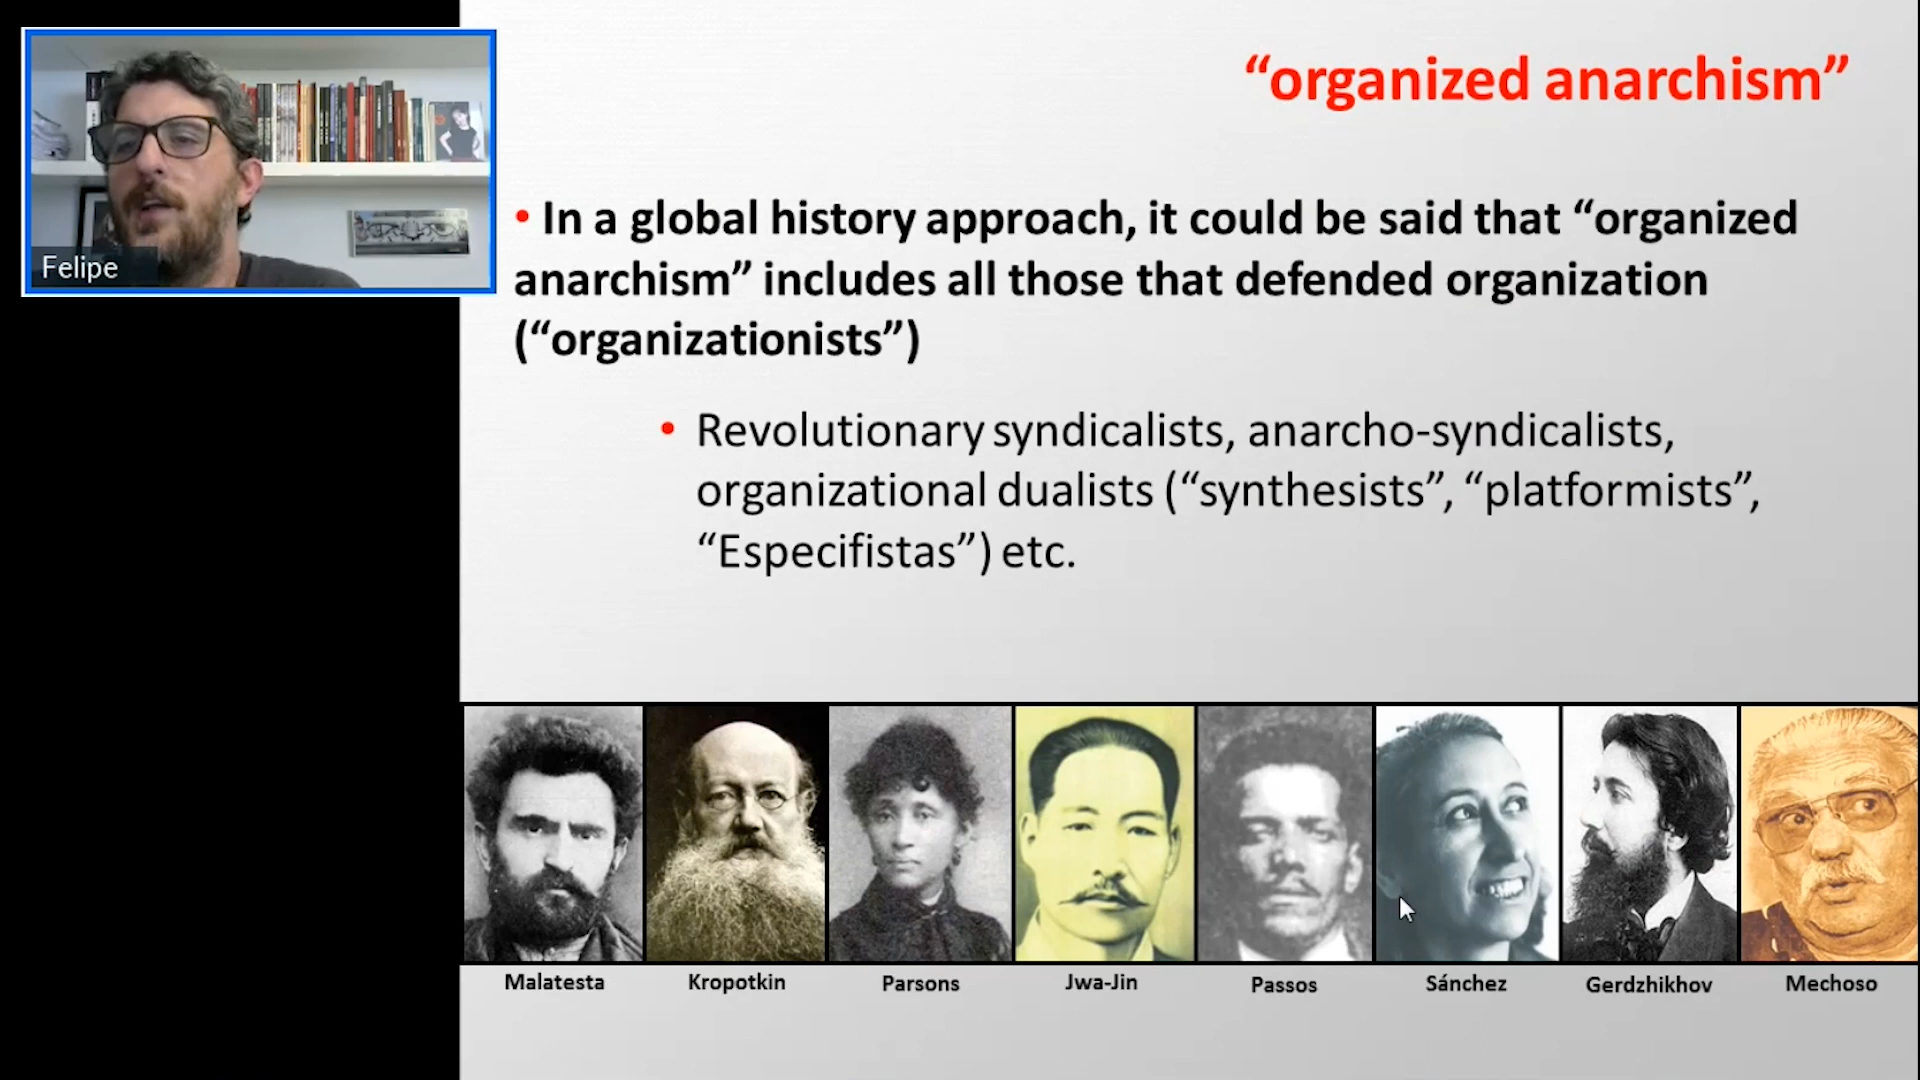 “organized anarchism”
Felipe
• In a global history approach, it could be said that “organized
anarchism” includes all those that defended organization
(“organizationists”)
• Revolutionary syndicalists, anarcho-syndicalists,
organizational dualists (“synthesists”, “platformists”,
“Especifistas”) etc.
Malatesta
Kropotkin
Parsons
Jwa-Jin
Passos
Sánchez
Gerdzhikhov
Mechoso